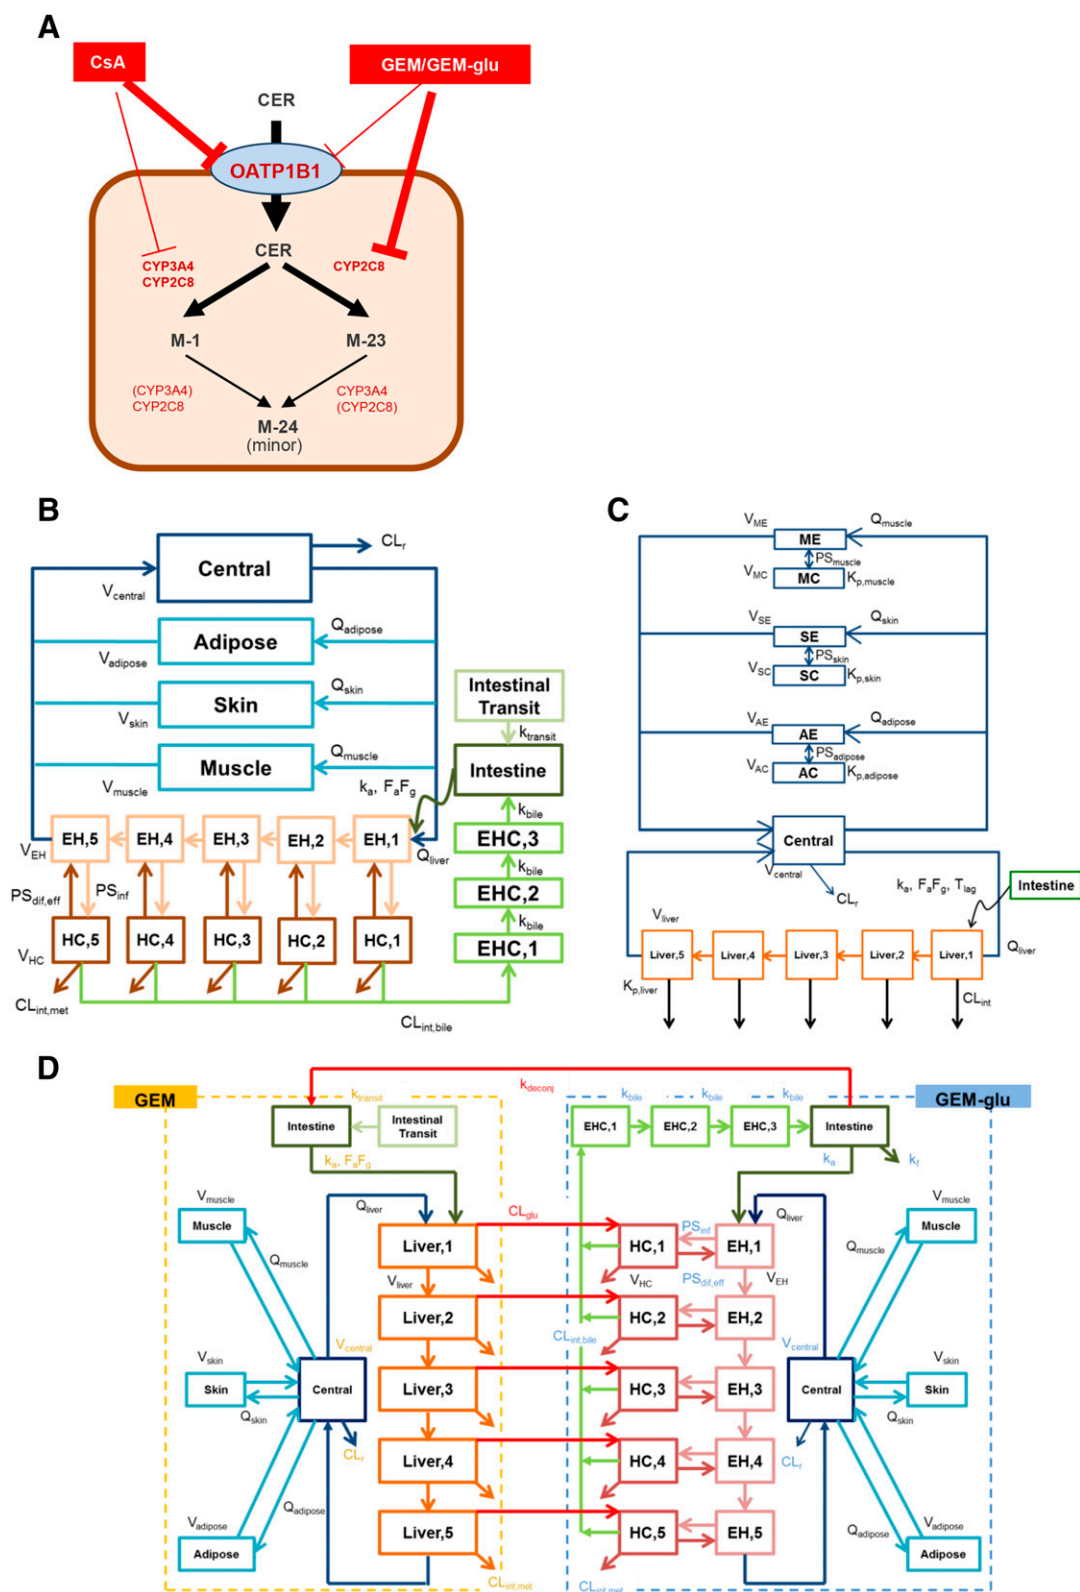 A
CsA
GEM/GEM-glu
CER
OATP1B1
CER
CYP3A4
CYP2C8
CYP2C8
M-1
M-23
(CYP3A4)
CYP2C8
CYP3A4
(CYP2C8)
M-24
(minor)
B
Central
CLr
Vcentral
Adipose
Qadipose
Vadipose
Skin
Qskin
Vskin
Muscle
Qmuscle
Vmuscle
ka, FaFg
Intestinal
Transit
ktransit
Intestine
kbile
EHC,3
kbile
EHC,2
kbile
EHC,1
EH,5
EH,4
EH,3
EH,2
EH,1
VEH
Qliver
PSdif,eff
PSinf
HC,5
HC,4
HC,3
HC,2
HC,1
VHC
CLint,met
CLint,bile
C
VME
ME
Qmuscle
PSmuscle
VMC
MC
Kp,muscle
VSE
SE
Qskin
PSskin
VSC
SC
Kp,skin
VAE
AE
Qadipose
PSadipose
VAC
AC
Kp,adipose
Central
Vcentral
CLr
ka, FaFg, Tlag
Intestine
Vliver
Qliver
Liver,5
Liver,4
Liver,3
Liver,2
Liver,1
Kp,liver
CLint
D
GEM
kdeconj
GEM-glu
ktransit
Intestine
Intestinal
Transit
ka, FaFg
kbile
kbile
kbile
EHC,1
EHC,2
EHC,3
Intestine
ka
kf
Vmuscle
Muscle
Qmuscle
Qliver
CLglu
Liver,1
Vliver
Liver,2
Vcentral
Vskin
Skin
Qskin
Central
CLr
Liver,3
Liver,4
Qadipose
Vadipose
Adipose
Liver,5
CLint,met
HC,1
PSinf
EH,1
Qliver
VHC
PSdif,eff
VEH
HC,2
EH,2
CLint,bile
HC,3
EH,3
HC,4
EH,4
HC,5
EH,5
CLint,met
Vcentral
Central
CLr
Vmuscle
Muscle
Qmuscle
Vskin
Skin
Qskin
Qadipose
Vadipose
Adipose